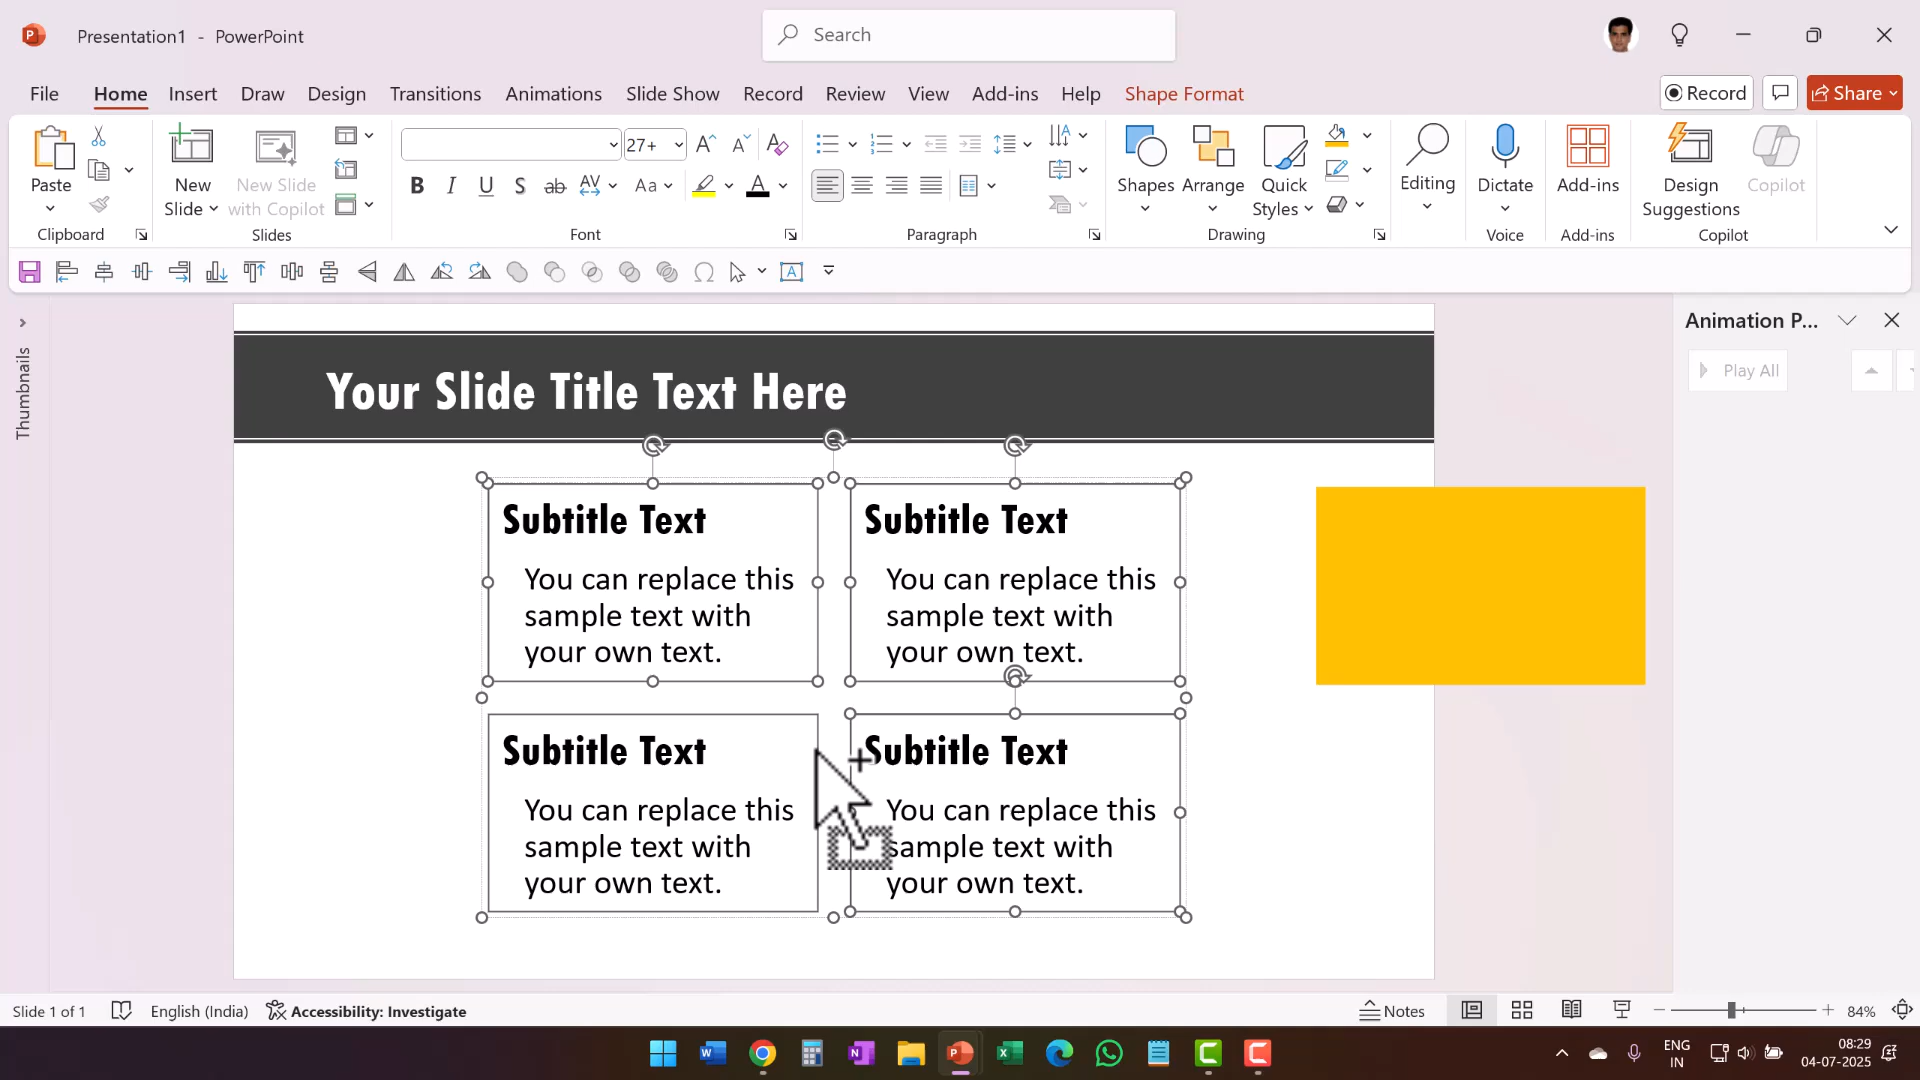 Presentation1 - PowerPoint
Search
File Home Insert Draw Design Transitions Animations Slide Show Record Review View Add-ins Help Shape Format
Record
Share
Paste
Clipboard
New
Slide
New Slide
with Copilot
Slides
27+
Font
Paragraph
Shapes
Arrange
Quick
Styles
Drawing
Editing
Dictate
Voice
Add-ins
Add-ins
Design
Suggestions
Copilot
Copilot
Thumbnails
Your Slide Title Text Here
Subtitle Text
You can replace this
sample text with
your own text.
Subtitle Text
You can replace this
sample text with
your own text.
Subtitle Text
You can replace this
sample text with
your own text.
Subtitle Text
You can replace this
sample text with
your own text.
Animation P...
Play All
Slide 1 of 1
English (India)
Accessibility: Investigate
Notes
84%
ENG
IN
08:29
04-07-2025